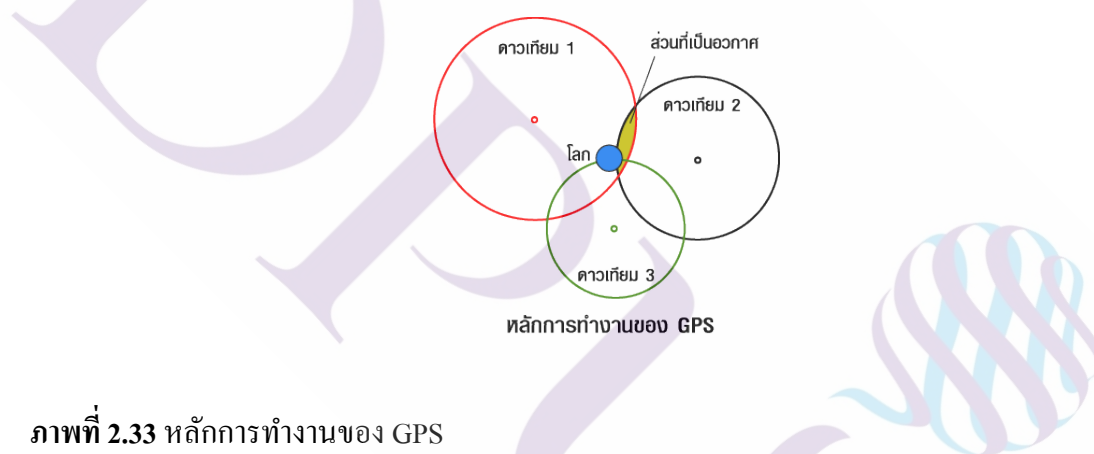 ดาวเทียม 1
ส่วนที่เป็นอวกาศ
ดาวเทียม 2
โลก
ดาวเทียม 3
หลักการทำงานของ GPS
ภาพที่ 2.33 หลักการทำงานของ GPS